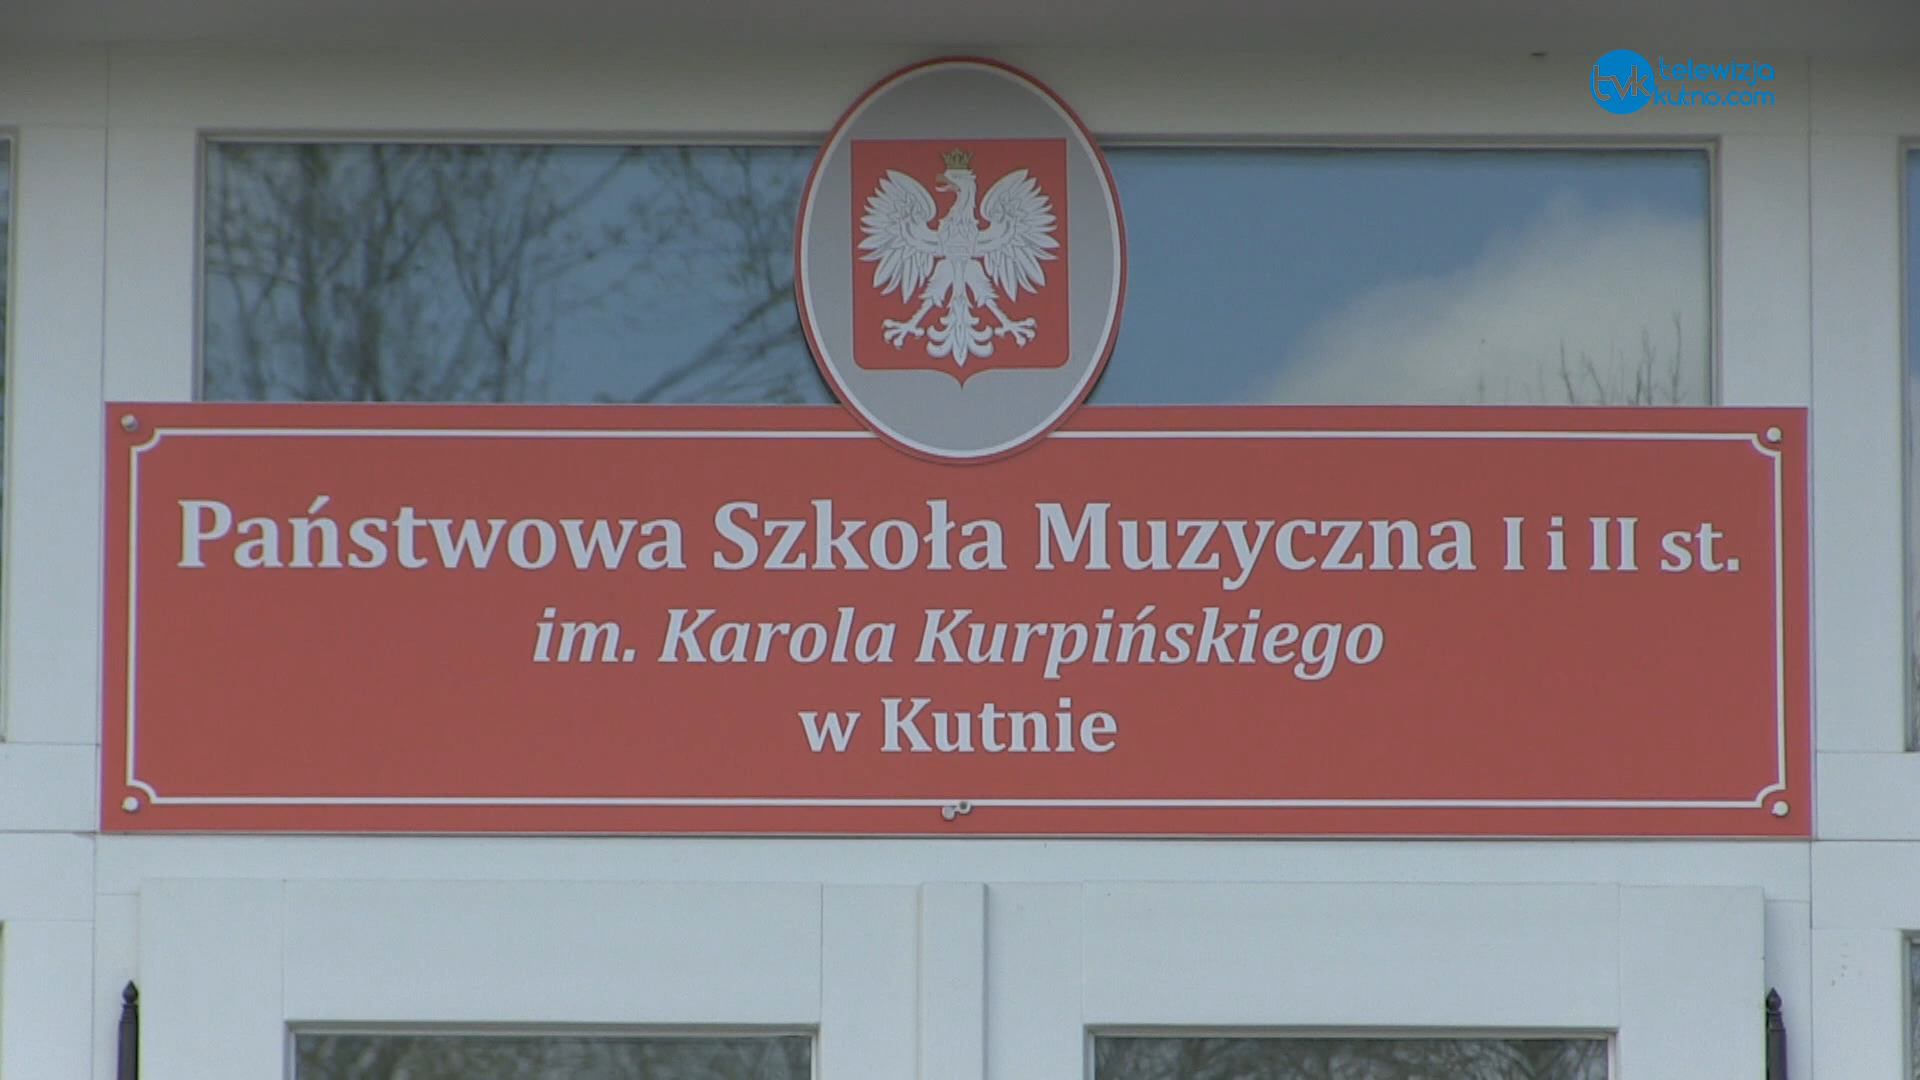 tvk telewizja
kutno.com
Państwowa Szkoła Muzyczna I i II st.
im. Karola Kurpińskiego
w Kutnie